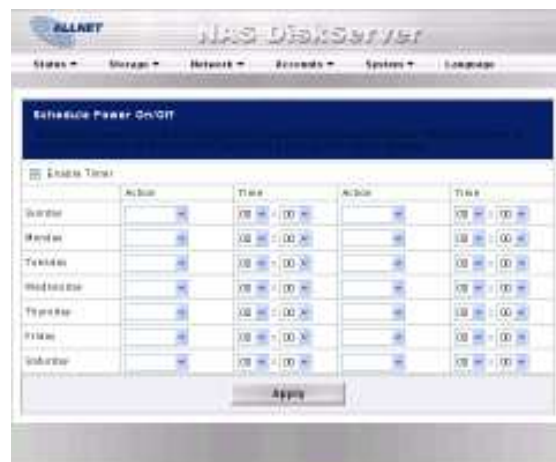 ALLNET
NAS DiskServer
Status Storage Network Accounts System Language
Schedule Power On/Off
Enable Timer
Action Time Action Time
Sunday 00 : 00 00 : 00
Monday 00 : 00 00 : 00
Tuesday 00 : 00 00 : 00
Wednesday 00 : 00 00 : 00
Thursday 00 : 00 00 : 00
Friday 00 : 00 00 : 00
Saturday 00 : 00 00 : 00
Apply